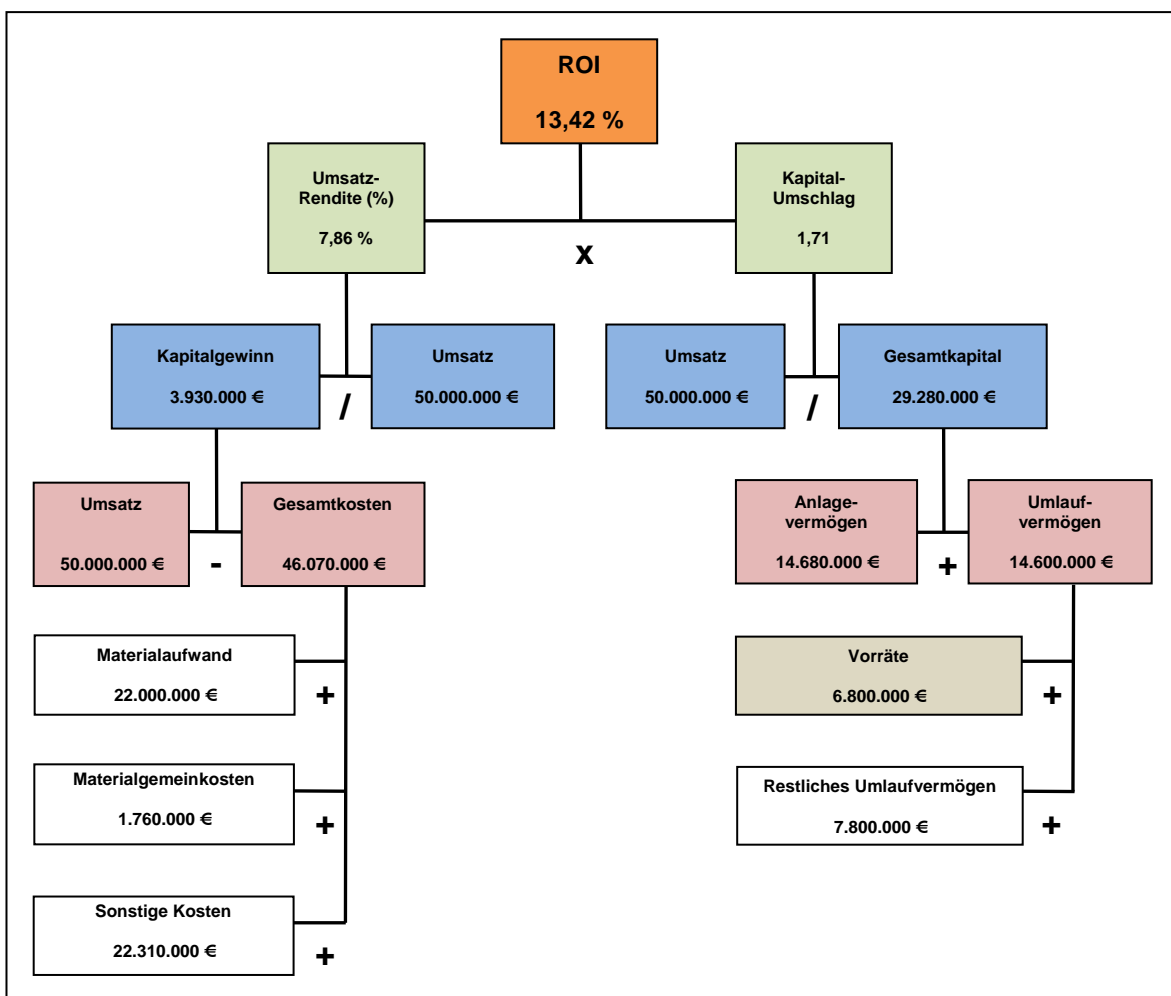 ROI
13,42 %
Umsatz-
Rendite (%)
7,86 %
Kapital-
Umschlag
1,71
x
Kapitalgewinn
3.930.000 €
/
Umsatz
50.000.000 €
Umsatz
50.000.000 €
/
Gesamtkapital
29.280.000 €
Umsatz
50.000.000 €
-
Gesamtkosten
46.070.000 €
Anlage-
vermögen
14.680.000 €
+
Umlauf-
vermögen
14.600.000 €
Materialaufwand
22.000.000 €
+
Vorräte
6.800.000 €
+
Materialgemeinkosten
1.760.000 €
+
Restliches Umlaufvermögen
7.800.000 €
+
Sonstige Kosten
22.310.000 €
+